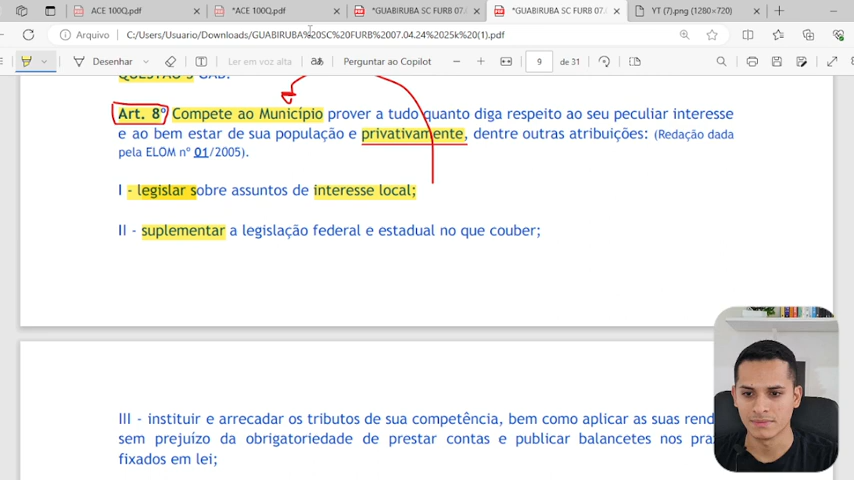 ACE 100Q.pdf
*ACE 100Q.pdf
*GUABIRUBA SC FURB 07.
*GUABIRUBA SC FURB 07.
YT (7).png (1280×720)
Arquivo
C:/Users/Usuario/Downloads/GUABIRUBA%20SC%20FURB%2007.04.24%2025k%20(1).pdf
Desenhar
Ler em voz alta
Perguntar ao Copilot
9
de 31
QUESTÃO 5 GAB:
Art. 8º Compete ao Município prover a tudo quanto diga respeito ao seu peculiar interesse
e ao bem estar de sua população e privativamente, dentre outras atribuições: (Redação dada
pela ELOM nº 01/2005).
I - legislar sobre assuntos de interesse local;
II - suplementar a legislação federal e estadual no que couber;
III - instituir e arrecadar os tributos de sua competência, bem como aplicar as suas
sem prejuízo da obrigatoriedade de prestar contas e publicar balancetes nos
fixados em lei;